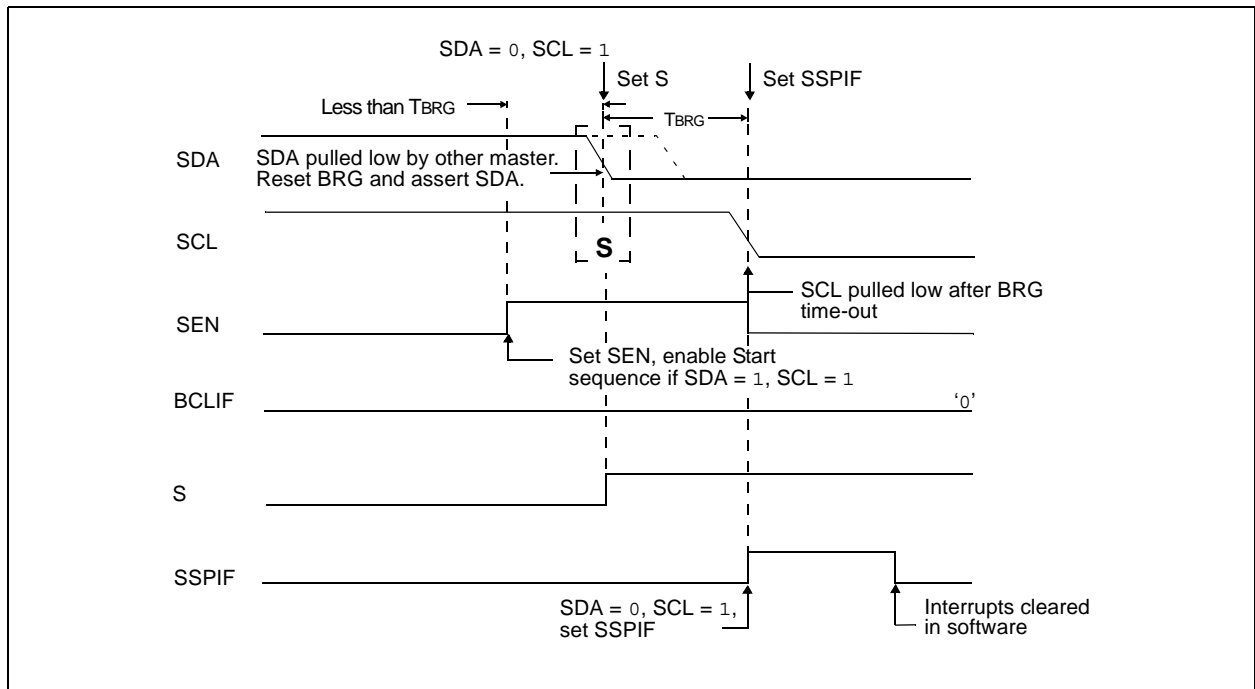 SDA = 0, SCL = 1
Set S
Set SSPIF
Less than TBRG
TBRG
SDA
SDA pulled low by other master.
Reset BRG and assert SDA.
SCL
S
SCL pulled low after BRG
time-out
SEN
Set SEN, enable Start
sequence if SDA = 1, SCL = 1
BCLIF
‘0’
S
SSPIF
SDA = 0, SCL = 1,
set SSPIF
Interrupts cleared
in software